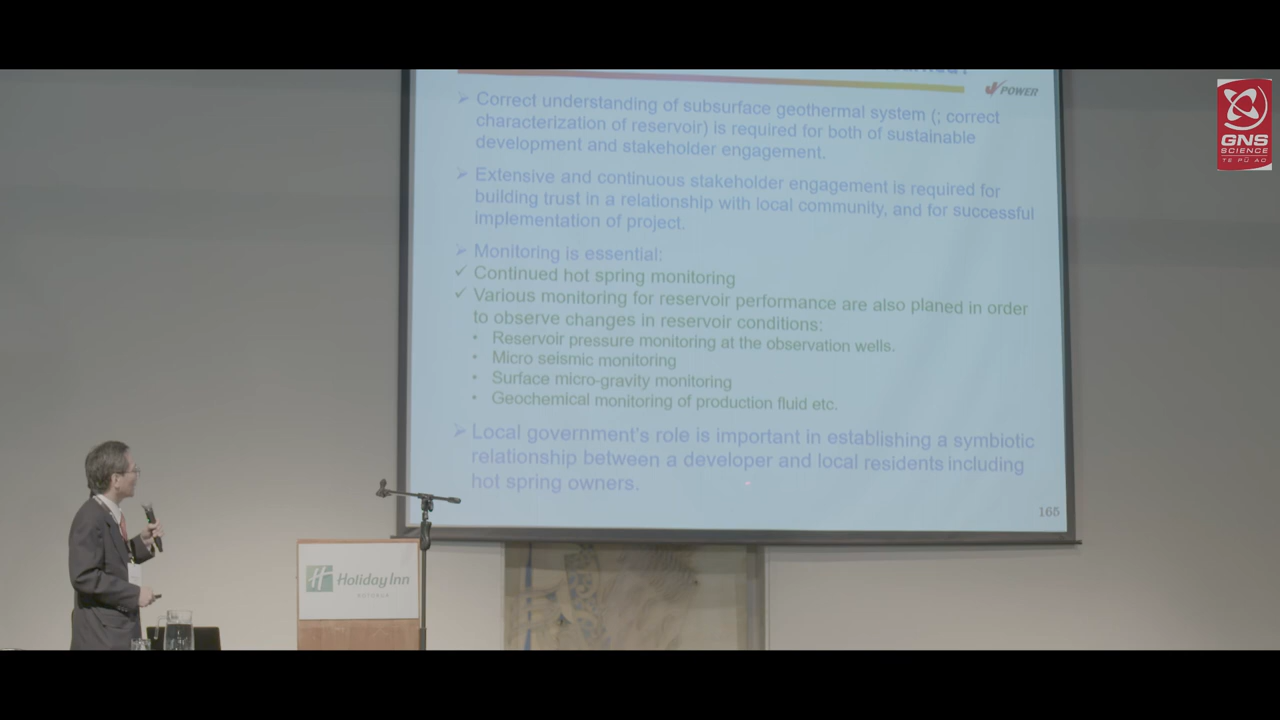 POWER
➢ Correct understanding of subsurface geothermal system (; correct
characterization of reservoir) is required for both of sustainable
development and stakeholder engagement.
➢ Extensive and continuous stakeholder engagement is required for
building trust in a relationship with local community, and for successful
implementation of project.
➢ Monitoring is essential:
✓ Continued hot spring monitoring
✓ Various monitoring for reservoir performance are also planed in order
to observe changes in reservoir conditions:
• Reservoir pressure monitoring at the observation wells.
• Micro seismic monitoring
• Surface micro-gravity monitoring
• Geochemical monitoring of production fluid etc.
➢ Local government's role is important in establishing a symbiotic
relationship between a developer and local residents including
hot spring owners.
165
GNS
SCIENCE
TE PŪ AO
H Holiday Inn
ROTORUA